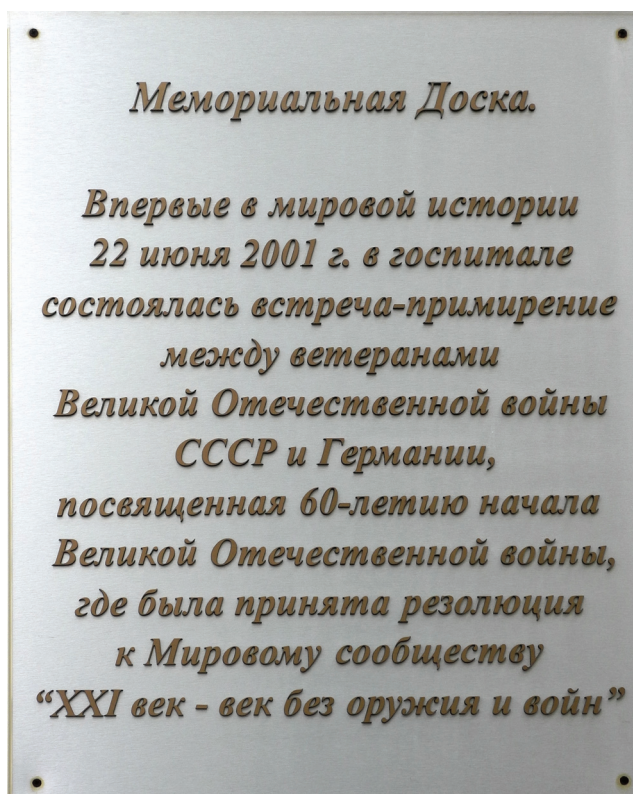 Мемориальная Доска.
Впервые в мировой истории
22 июня 2001 г. в госпитале
состоялась встреча-примирение
между ветеранами
Великой Отечественной войны
СССР и Германии,
посвященная 60-летию начала
Великой Отечественной войны,
где была принята резолюция
к Мировому сообществу
“XXI век - век без оружия и войн”